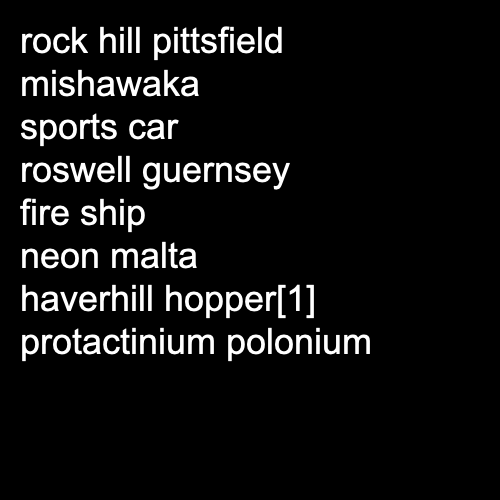 rock hill pittsfield
mishawaka
sports car
roswell guernsey
fire ship
neon malta
haverhill hopper[1]
protactinium polonium